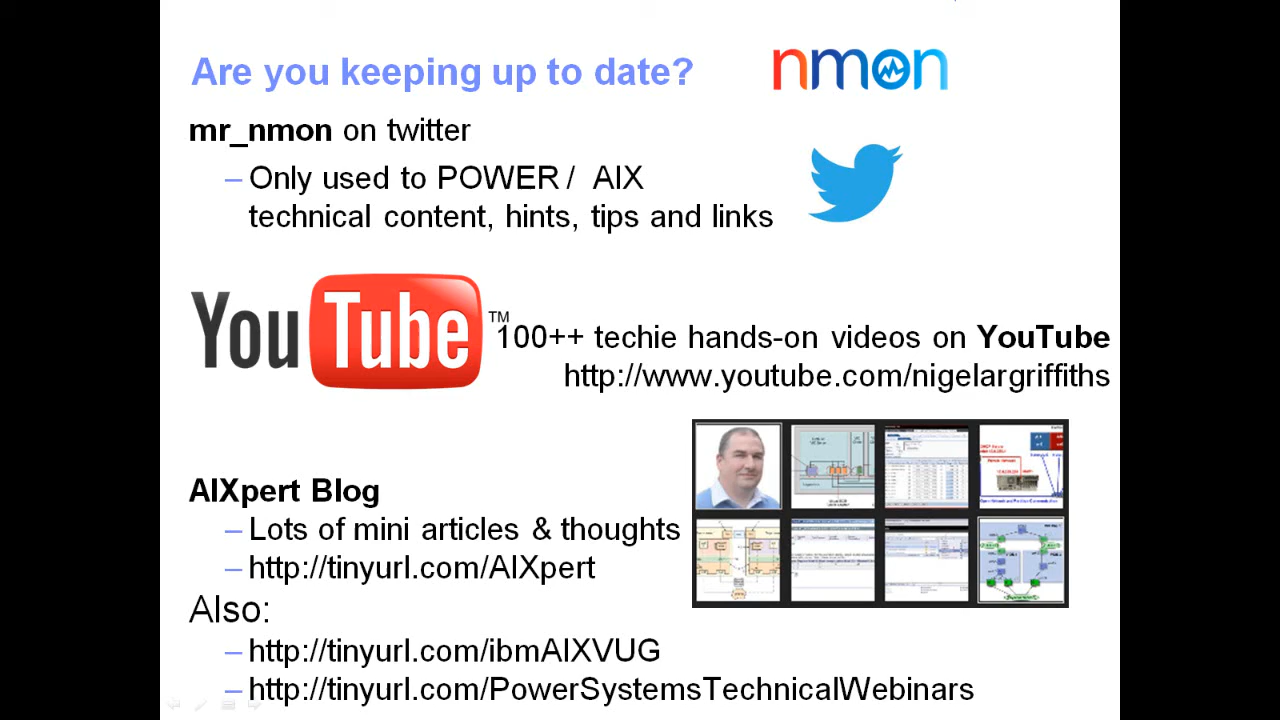 Are you keeping up to date?
nmon
mr_nmon on twitter
– Only used to POWER / AIX
technical content, hints, tips and links
YouTube™
100++ techie hands-on videos on YouTube
http://www.youtube.com/nigelargriffiths
AIXpert Blog
– Lots of mini articles & thoughts
– http://tinyurl.com/AIXpert
Also:
– http://tinyurl.com/ibmAIXVUG
– http://tinyurl.com/PowerSystemsTechnicalWebinars